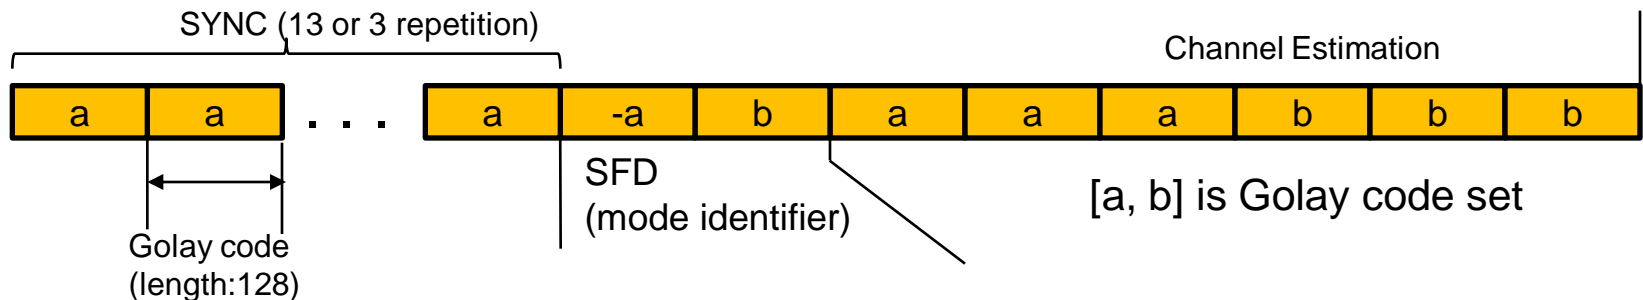 SYNC (13 or 3 repetition)
Channel Estimation
a a . . . a -a b a a a b b b
SFD
(mode identifier)
[a, b] is Golay code set
Golay code
(length:128)